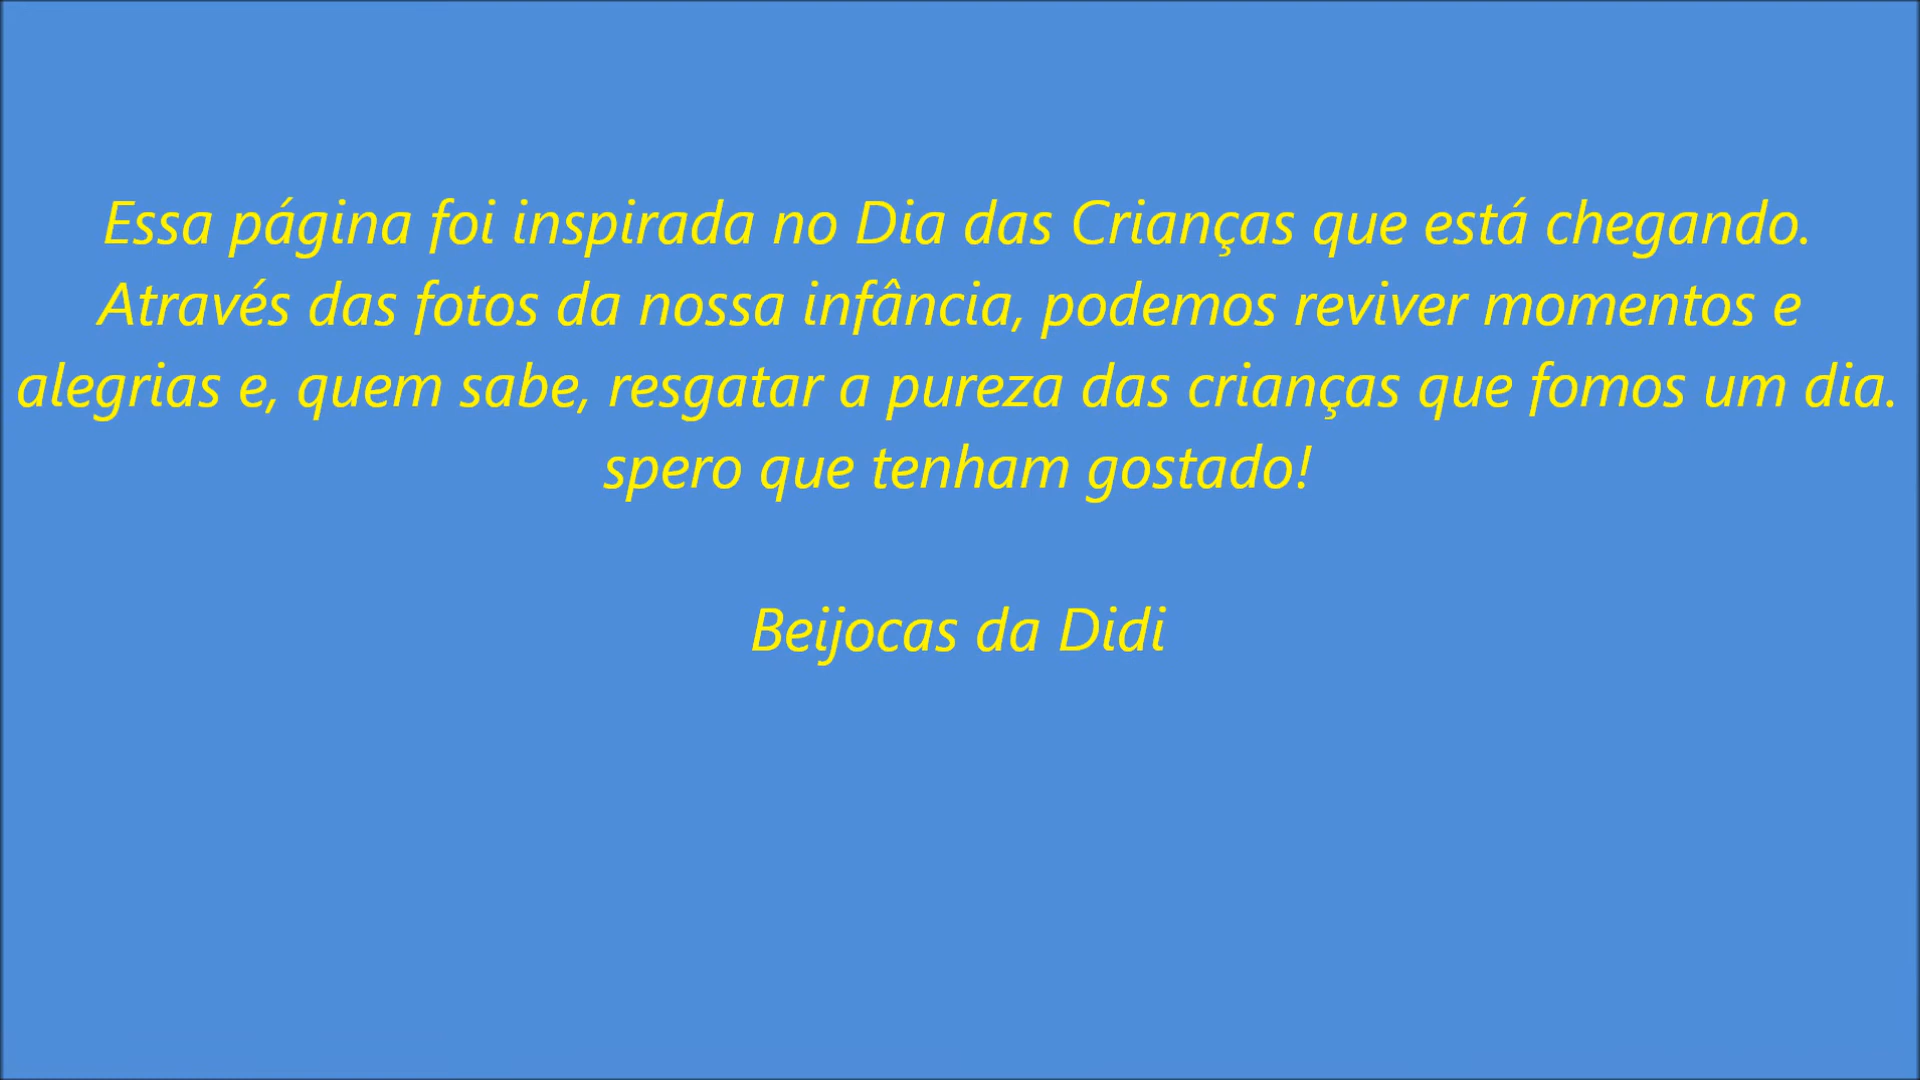 Essa página foi inspirada no Dia das Crianças que está chegando.
Através das fotos da nossa infância, podemos reviver momentos e
alegrias e, quem sabe, resgatar a pureza das crianças que fomos um dia.
spero que tenham gostado!
Beijocas da Didi